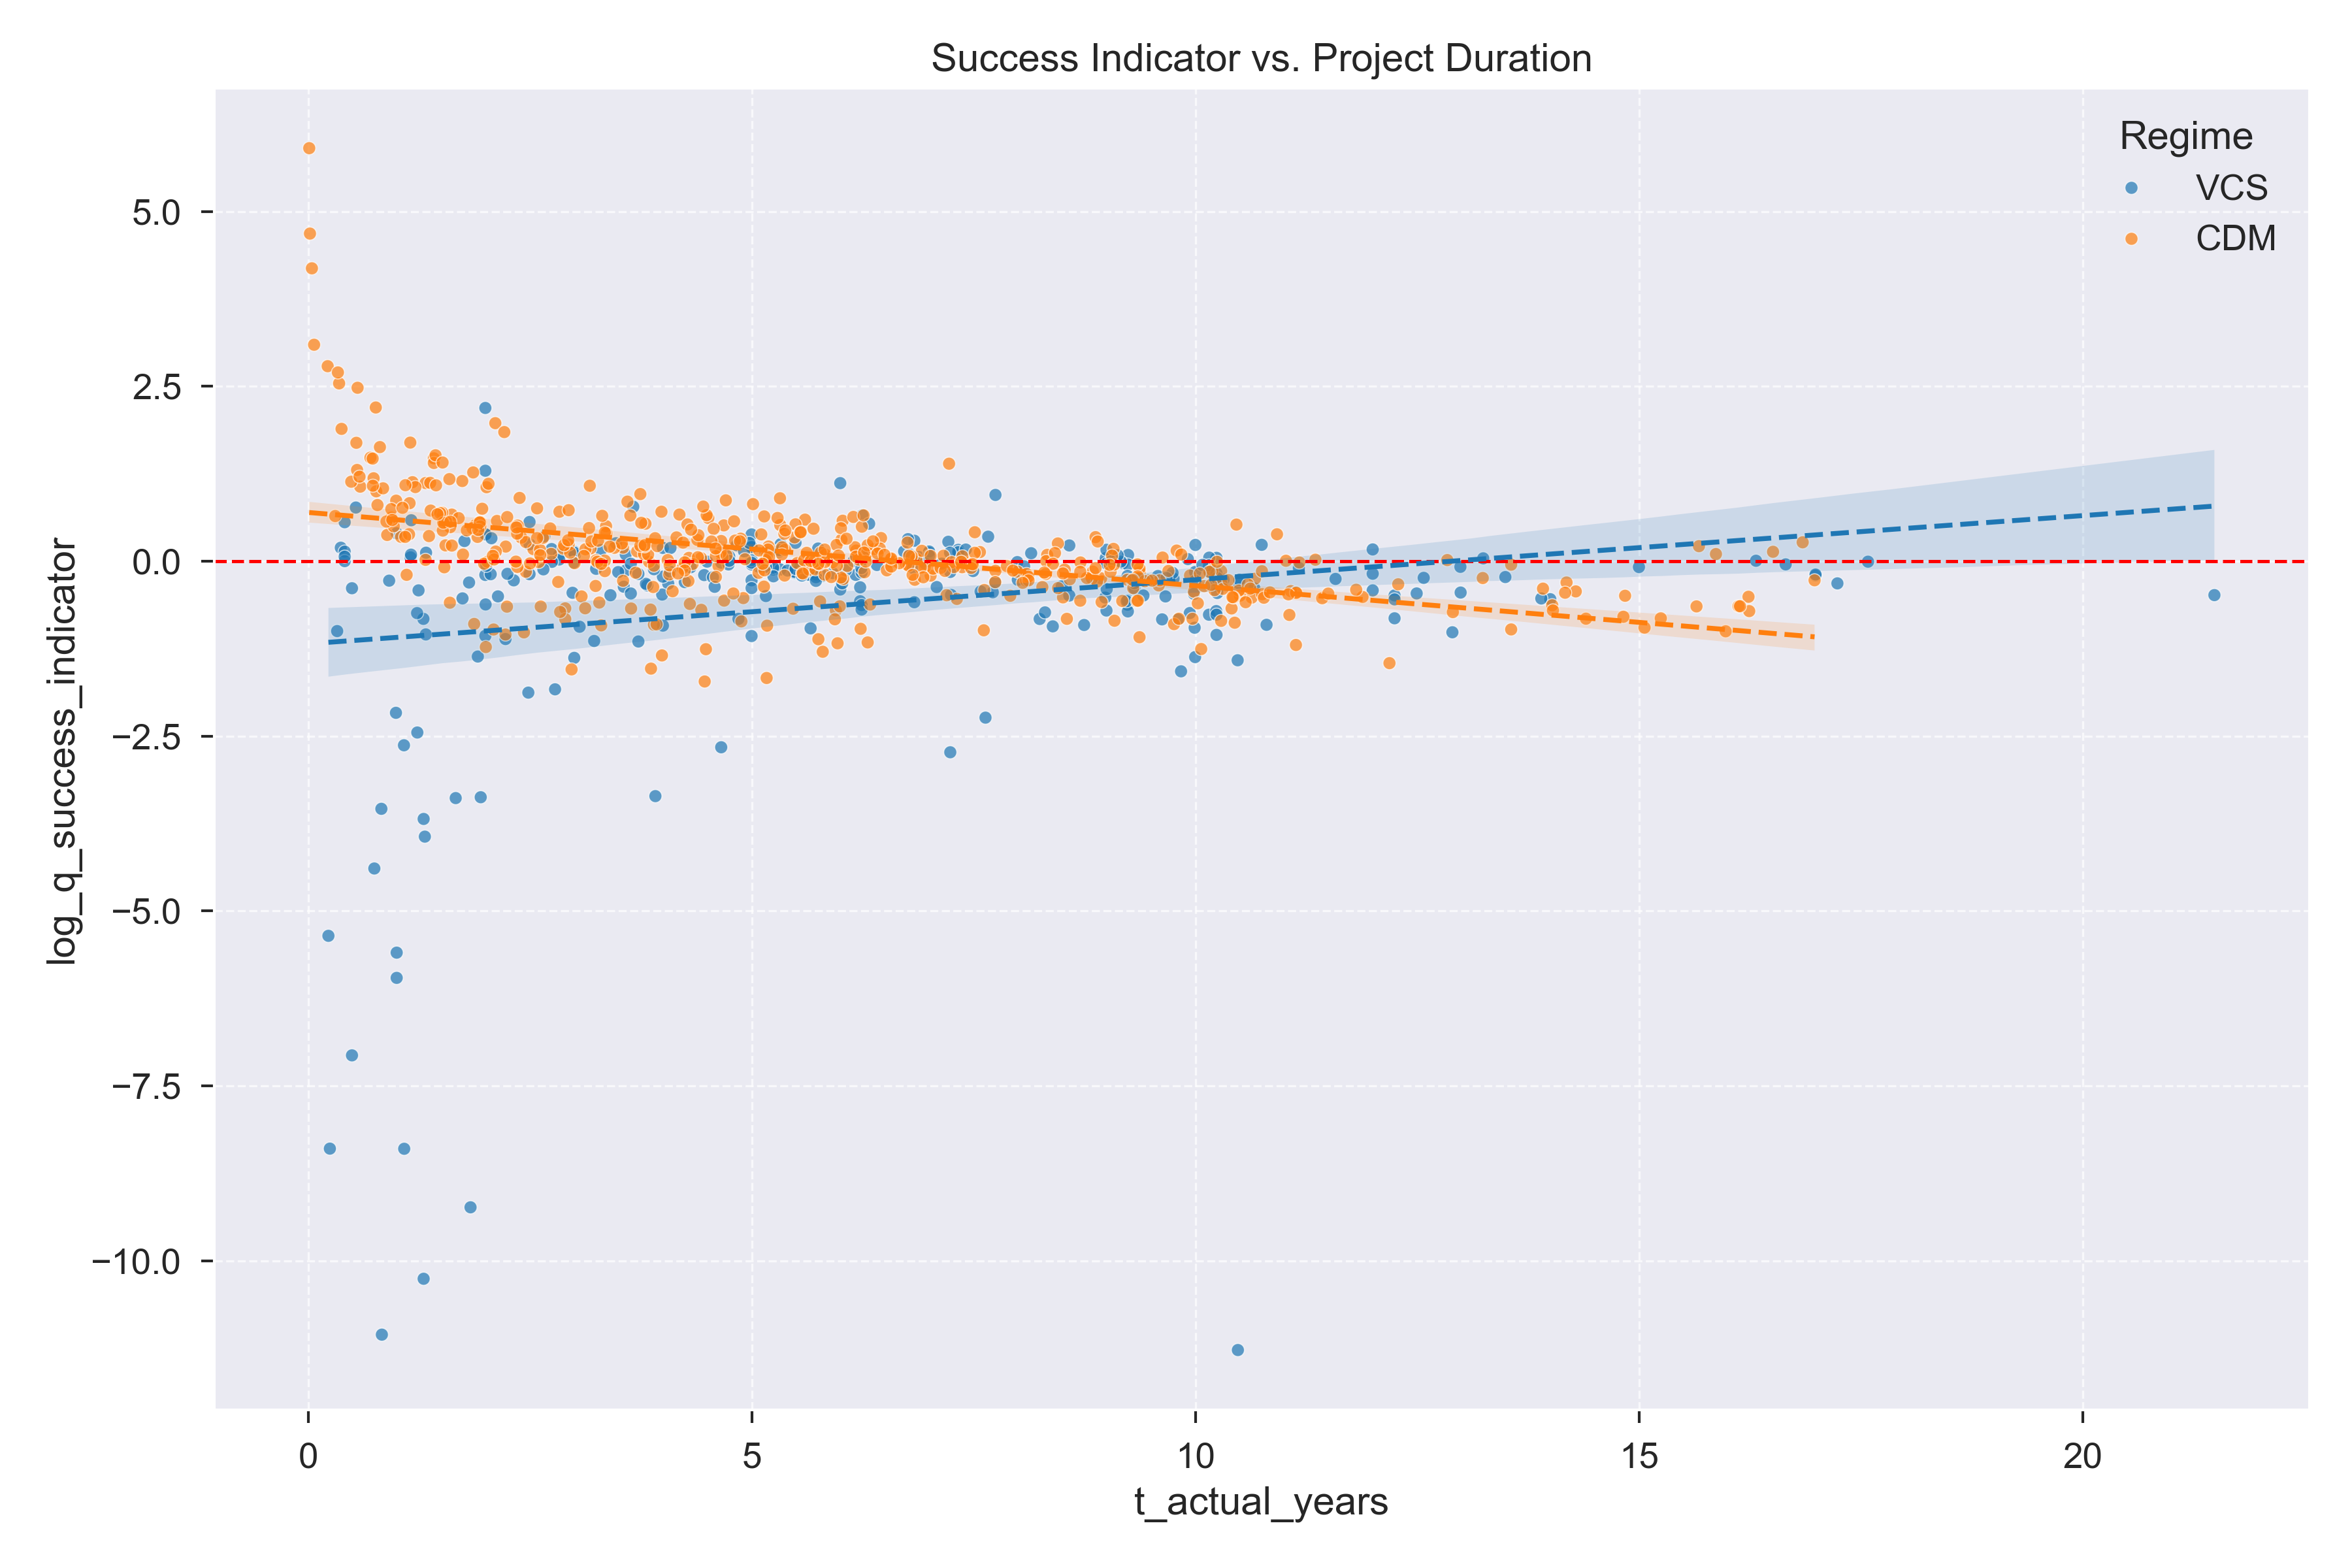 Success Indicator vs. Project Duration
Regime
VCS
CDM
5.0
2.5
0.0
−2.5
−5.0
−7.5
−10.0
log_q_success_indicator
0 5 10 15 20
t_actual_years